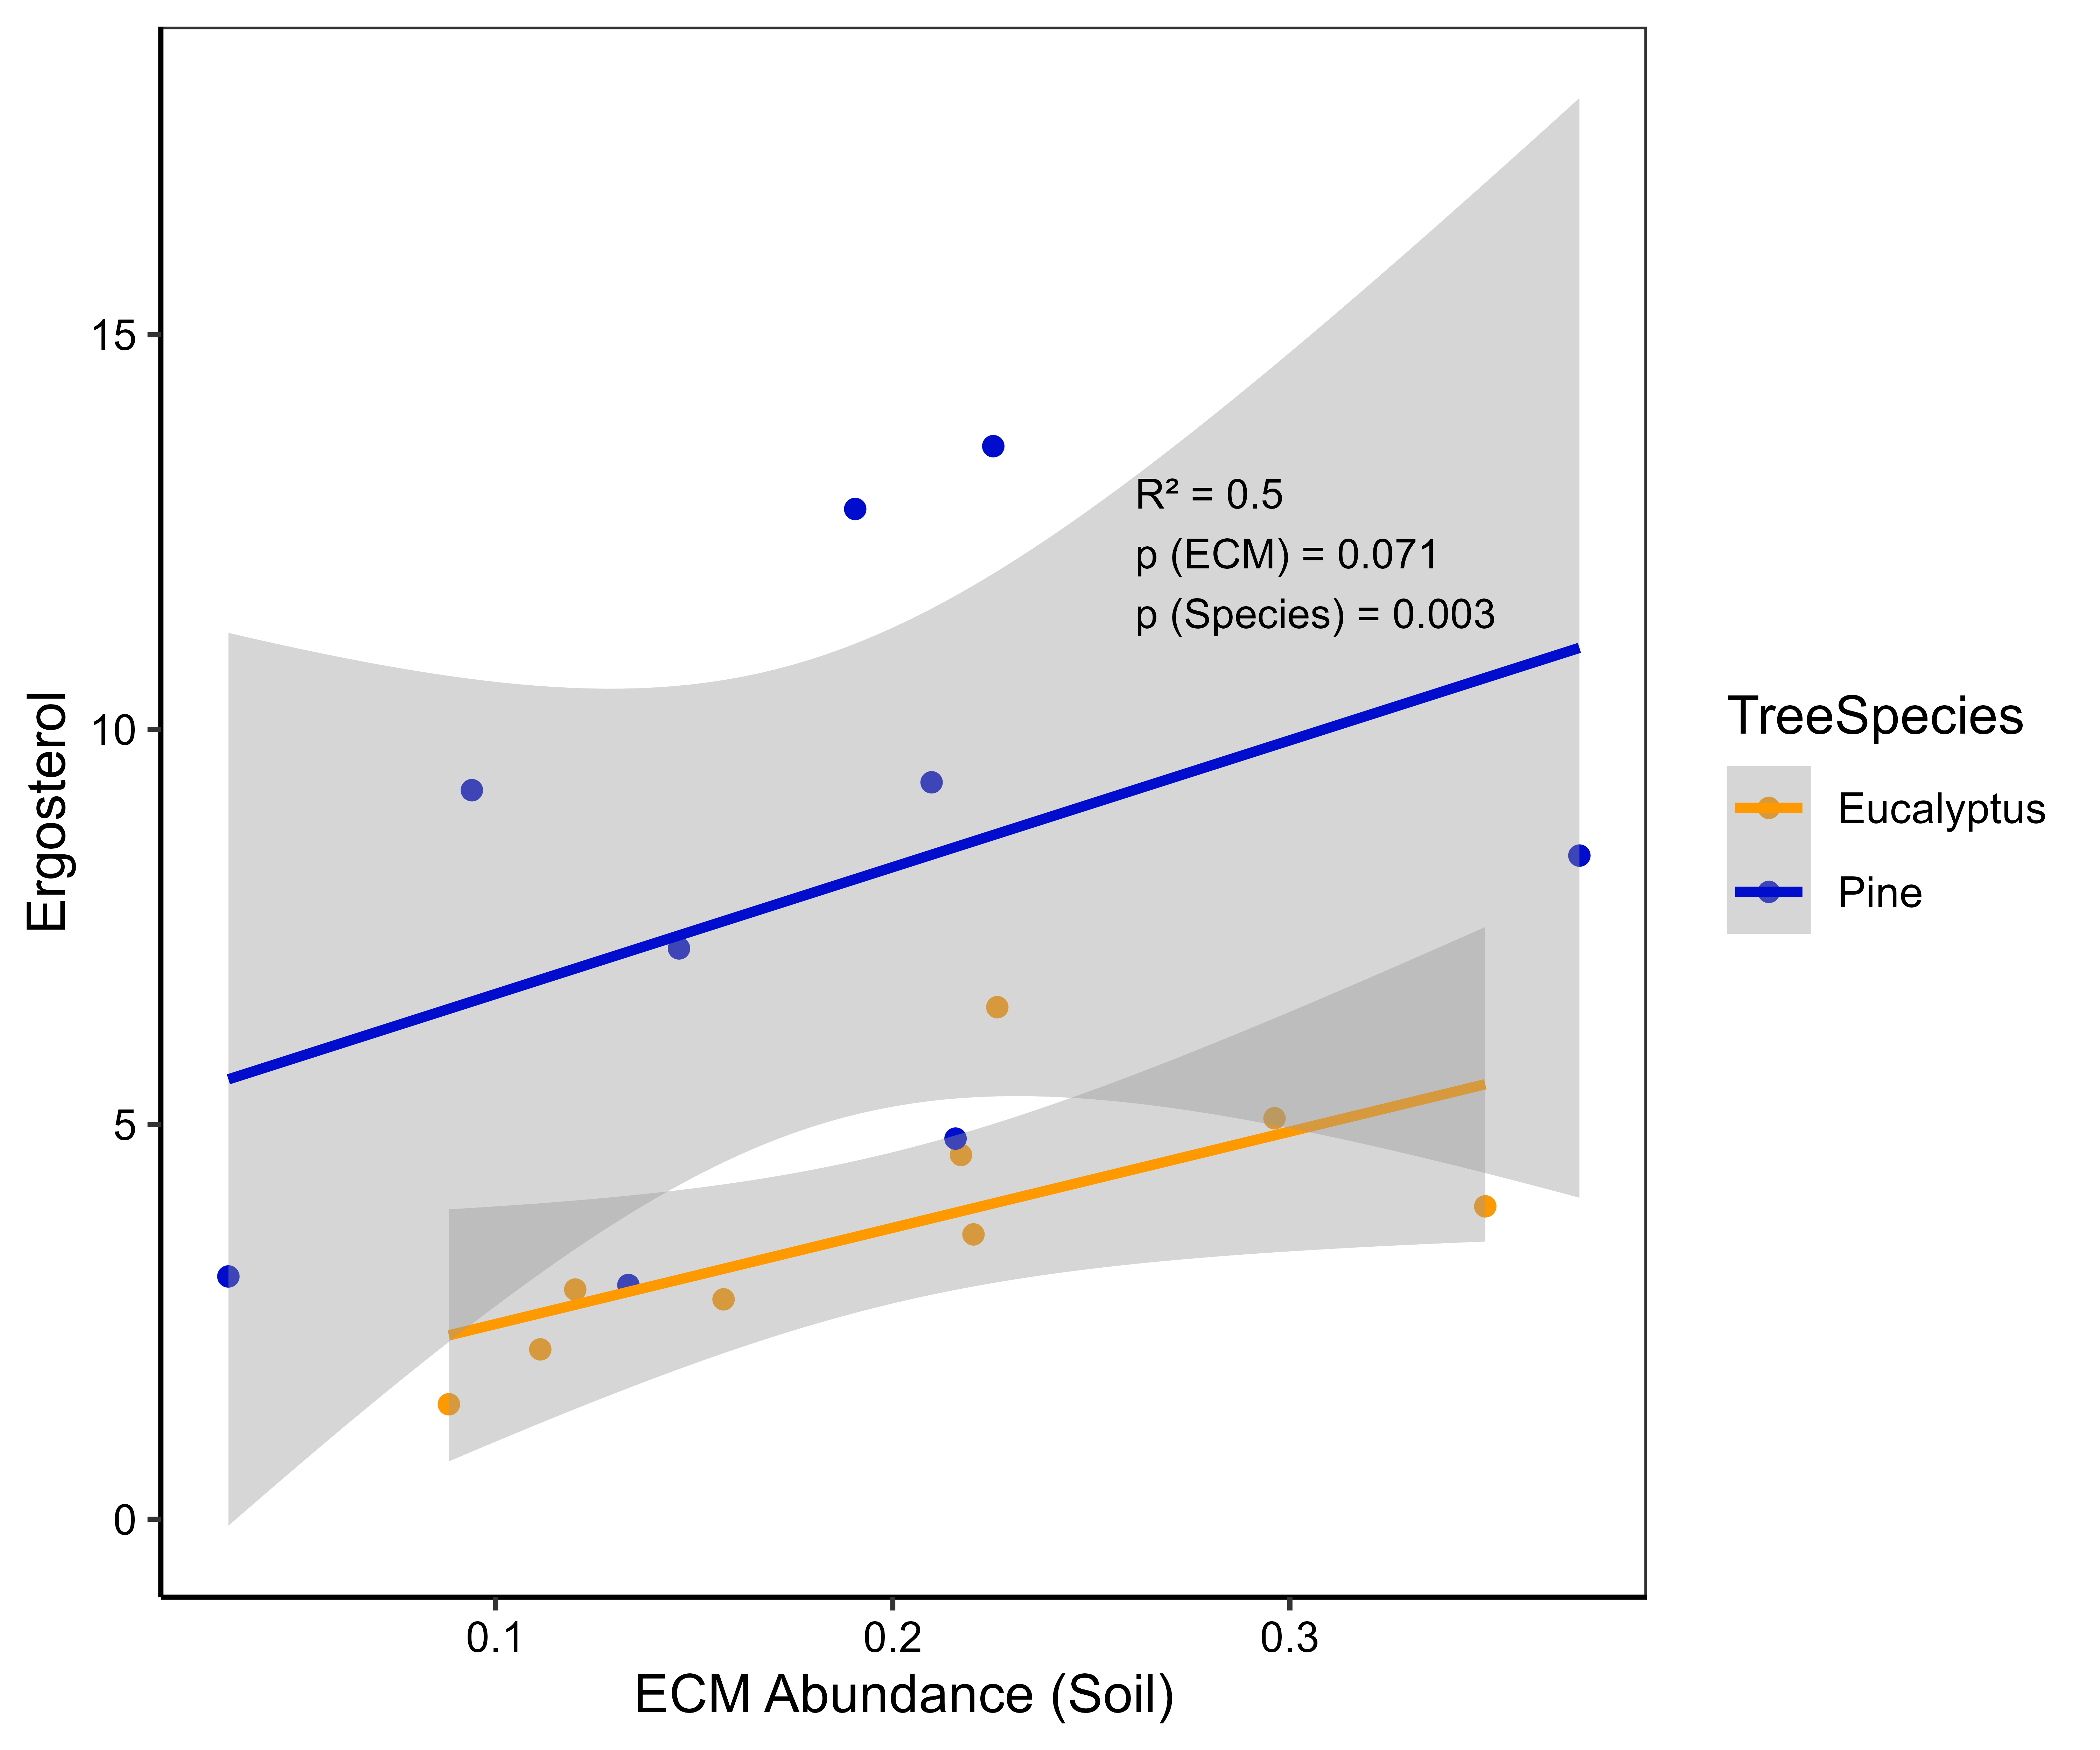 15
10
5
0
Ergosterol
R² = 0.5
p (ECM) = 0.071
p (Species) = 0.003
TreeSpecies
Eucalyptus
Pine
0.1
0.2
0.3
ECM Abundance (Soil)